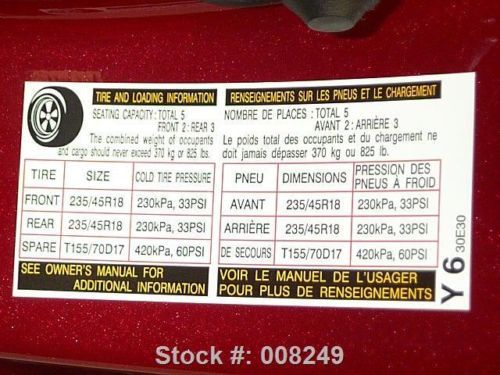 TIRE AND LOADING INFORMATION
SEATING CAPACITY: TOTAL 5
FRONT 2 : REAR 3
The combined weight of occupants
and cargo should never exceed 370 kg or 825 lbs.
TIRE SIZE COLD TIRE PRESSURE
FRONT 235/45R18 230kPa, 33PSI
REAR 235/45R18 230kPa, 33PSI
SPARE T155/70D17 420kPa, 60PSI
SEE OWNER'S MANUAL FOR
ADDITIONAL INFORMATION
RENSEIGNEMENTS SUR LES PNEUS ET LE CHARGEMENT
NOMBRE DE PLACES : TOTAL 5
AVANT 2 : ARRIÈRE 3
Le poids total des occupants et du chargement ne
doit jamais dépasser 370 kg ou 825 lb.
PNEU DIMENSIONS PRESSION DES
PNEUS À FROID
AVANT 235/45R18 230kPa, 33PSI
ARRIÈRE 235/45R18 230kPa, 33PSI
DE SECOURS T155/70D17 420kPa, 60PSI
VOIR LE MANUEL DE L'USAGER
POUR PLUS DE RENSEIGNEMENTS
Y 6 30E30
Stock #: 008249